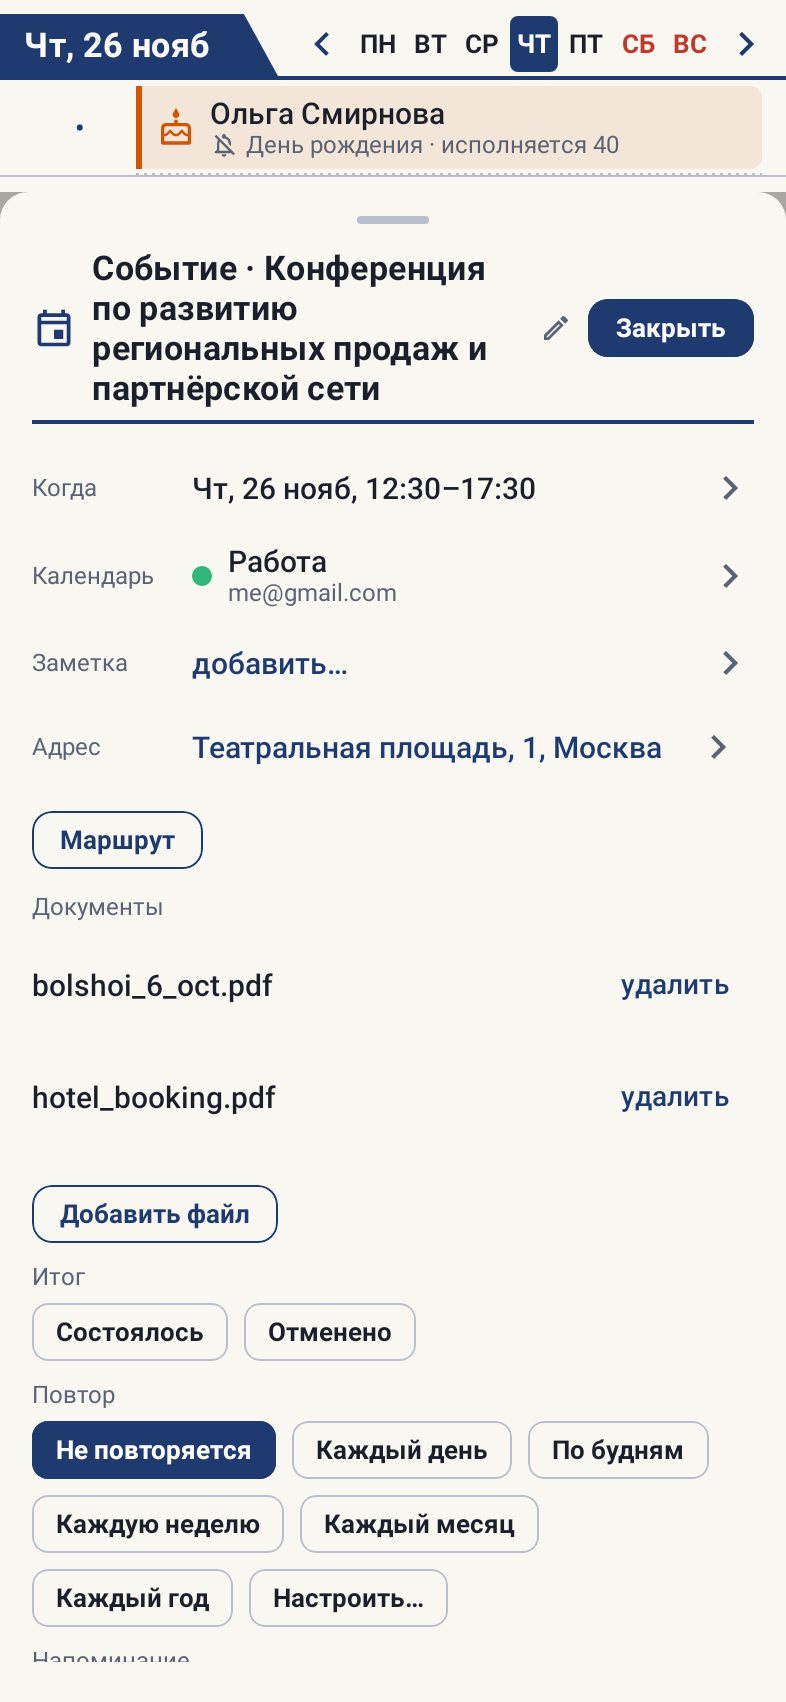 Чт, 26 нояб
ПН ВТ СР ЧТ ПТ СБ ВС
Ольга Смирнова
День рождения · исполняется 40
Событие · Конференция
по развитию
региональных продаж и
партнёрской сети
Закрыть
Когда
Чт, 26 нояб, 12:30–17:30
Календарь
Работа
me@gmail.com
Заметка
добавить…
Адрес
Театральная площадь, 1, Москва
Маршрут
Документы
bolshoi_6_oct.pdf
удалить
hotel_booking.pdf
удалить
Добавить файл
Итог
Состоялось
Отменено
Повтор
Не повторяется
Каждый день
По будням
Каждую неделю
Каждый месяц
Каждый год
Настроить…
Напоминание